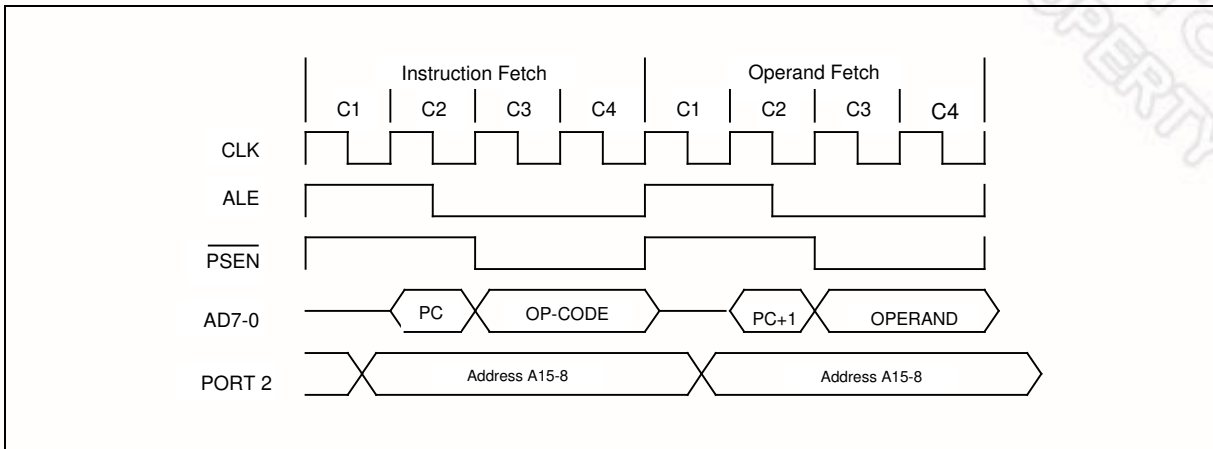 Instruction Fetch Operand Fetch
C1 C2 C3 C4 C1 C2 C3 C4
CLK
ALE
PSEN
AD7-0 PC OP-CODE PC+1 OPERAND
PORT 2 Address A15-8 Address A15-8